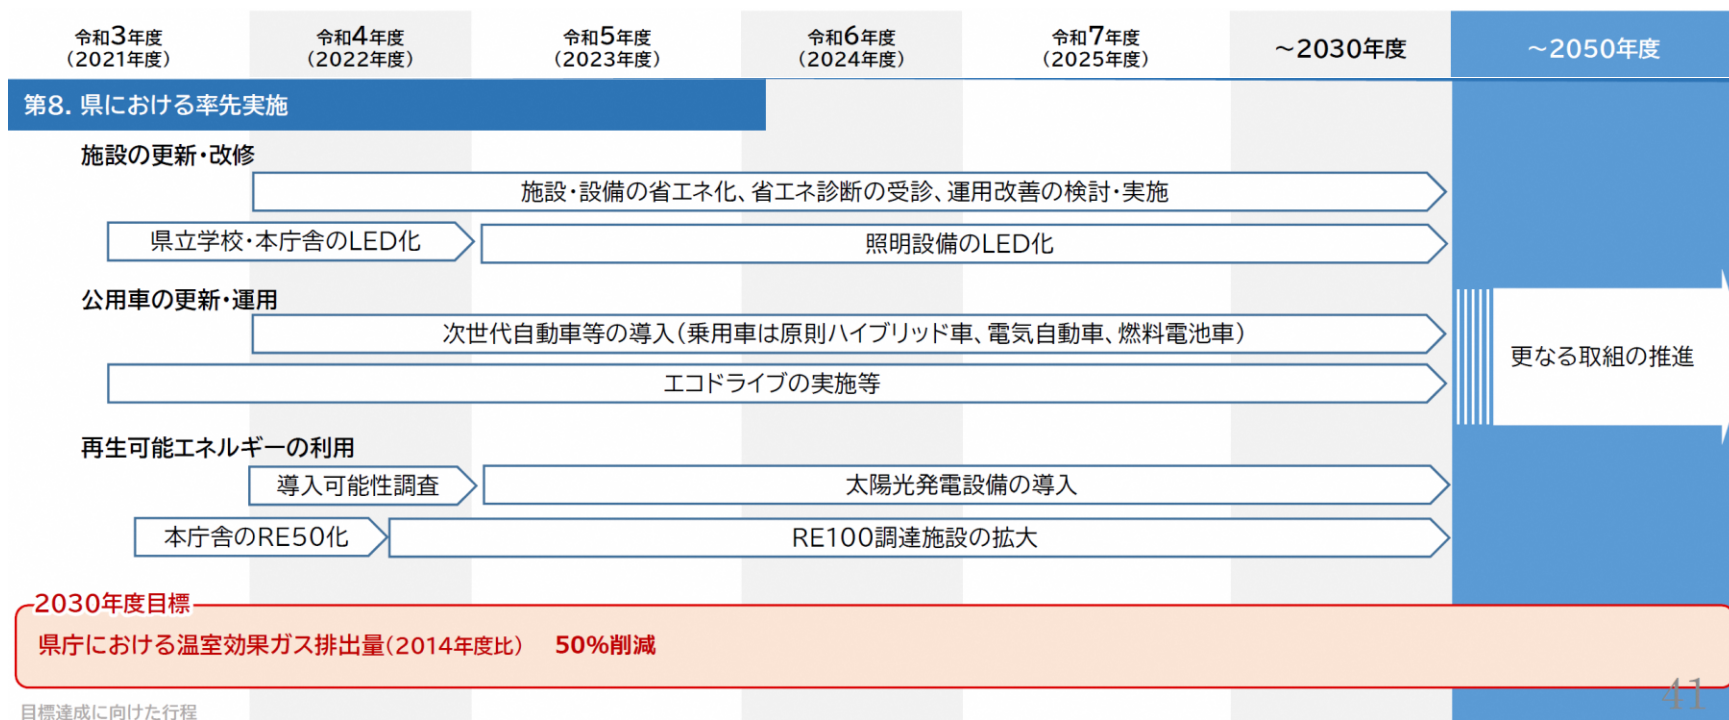 令和3年度
（2021年度）
令和4年度
（2022年度）
令和5年度
（2023年度）
令和6年度
（2024年度）
令和7年度
（2025年度）
～2030年度
～2050年度
第8. 県における率先実施
施設の更新・改修
施設・設備の省エネ化、省エネ診断の受診、運用改善の検討・実施
県立学校・本庁舎のLED化
照明設備のLED化
公用車の更新・運用
次世代自動車等の導入（乗用車は原則ハイブリッド車、電気自動車、燃料電池車）
エコドライブの実施等
更なる取組の推進
再生可能エネルギーの利用
導入可能性調査
太陽光発電設備の導入
本庁舎のRE50化
RE100調達施設の拡大
2030年度目標
県庁における温室効果ガス排出量（2014年度比） 50%削減
41
目標達成に向けた行程